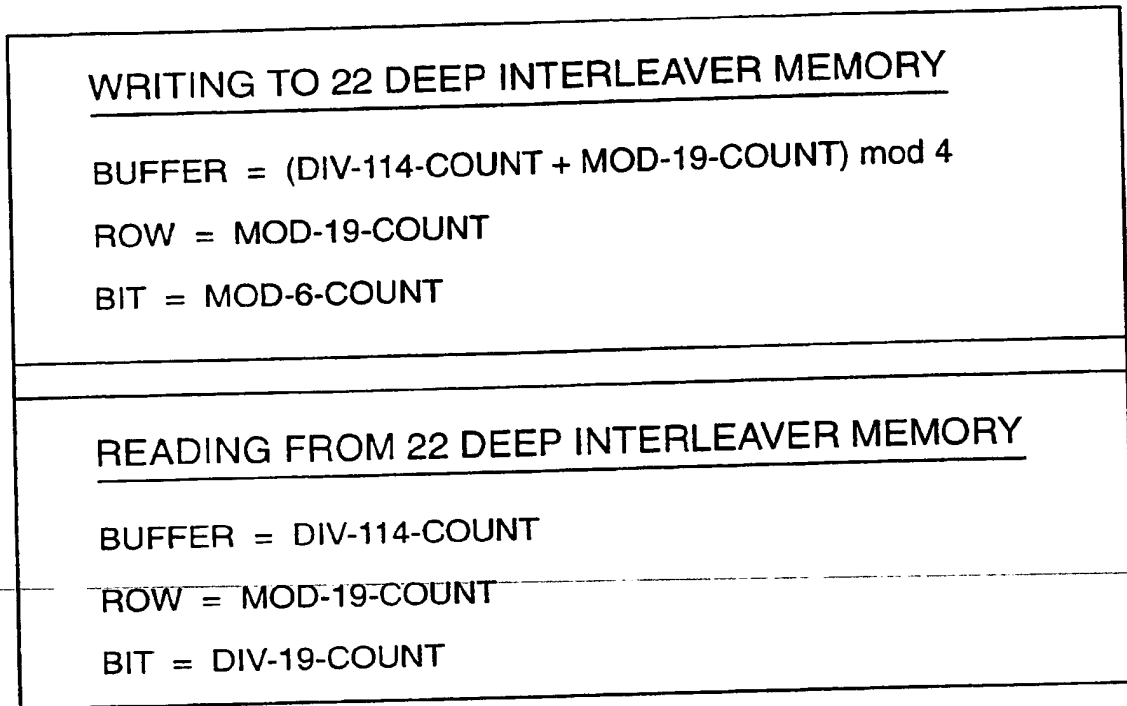 WRITING TO 22 DEEP INTERLEAVER MEMORY
BUFFER = (DIV-114-COUNT + MOD-19-COUNT) mod 4
ROW = MOD-19-COUNT
BIT = MOD-6-COUNT
READING FROM 22 DEEP INTERLEAVER MEMORY
BUFFER = DIV-114-COUNT
ROW = MOD-19-COUNT
BIT = DIV-19-COUNT